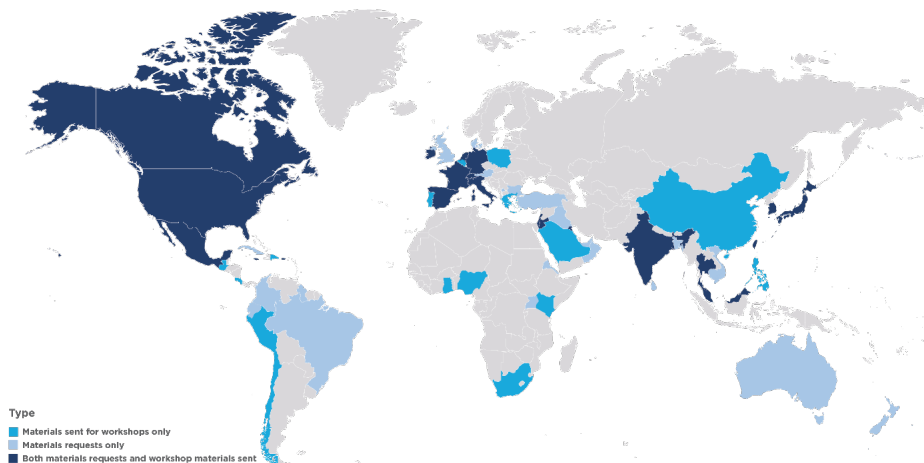 Type
Materials sent for workshops only
Materials requests only
Both materials requests and workshop materials sent